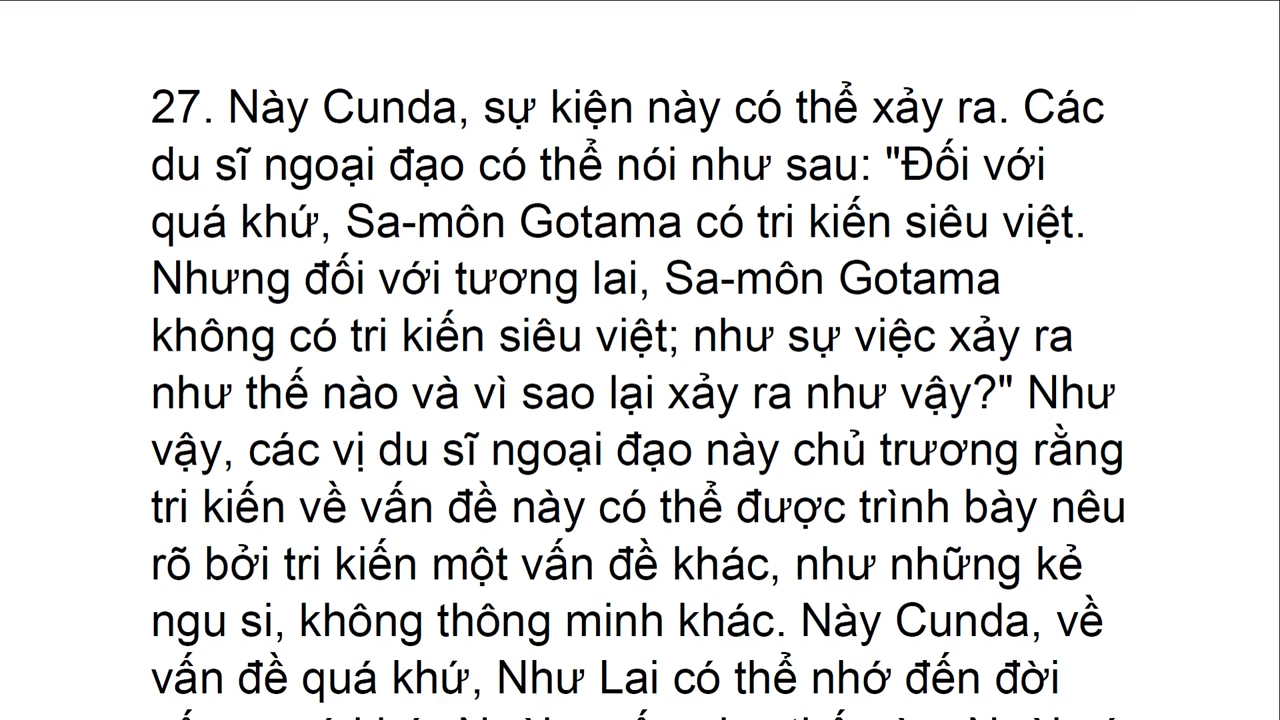 27. Này Cunda, sự kiện này có thể xảy ra. Các
du sĩ ngoại đạo có thể nói như sau: "Đối với
quá khứ, Sa-môn Gotama có tri kiến siêu việt.
Nhưng đối với tương lai, Sa-môn Gotama
không có tri kiến siêu việt; như sự việc xảy ra
như thế nào và vì sao lại xảy ra như vậy?" Như
vậy, các vị du sĩ ngoại đạo này chủ trương rằng
tri kiến về vấn đề này có thể được trình bày nêu
rõ bởi tri kiến một vấn đề khác, như những kẻ
ngu si, không thông minh khác. Này Cunda, về
vấn đề quá khứ, Như Lai có thể nhớ đến đời